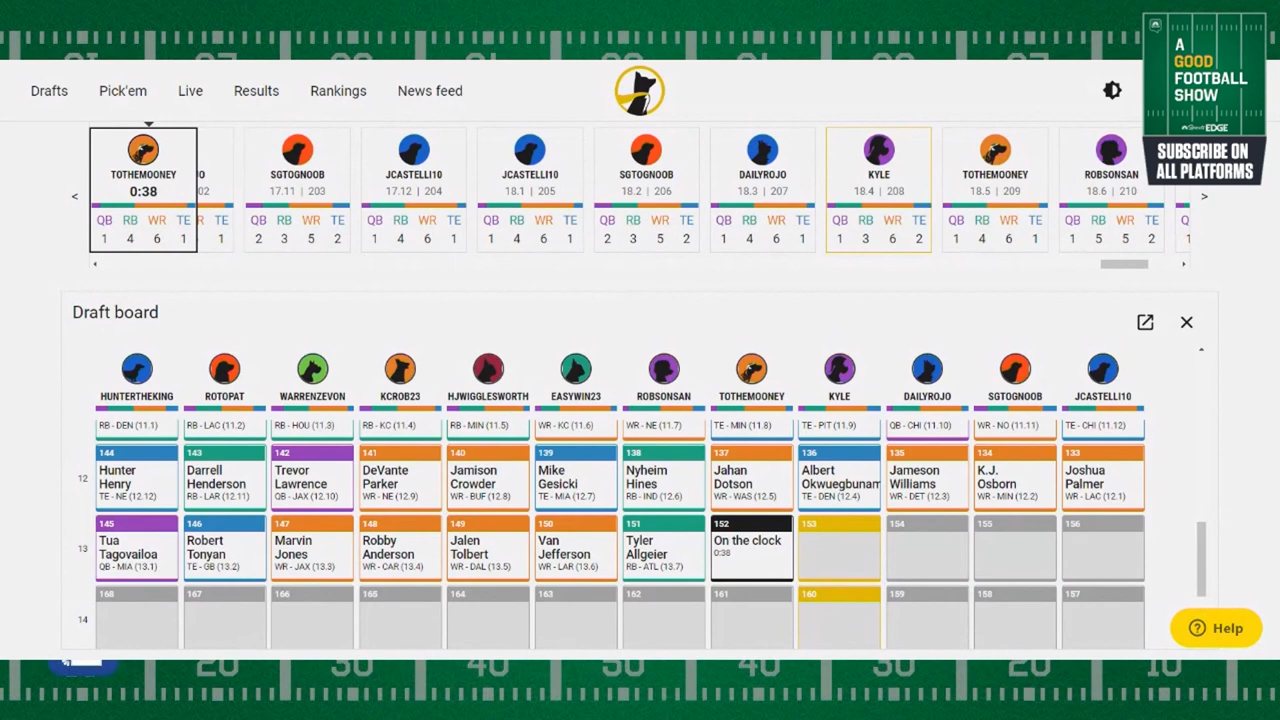 A
GOOD
FOOTBALL
SHOW
EDGE
SUBSCRIBE ON
ALL PLATFORMS
Drafts Pick'em Live Results Rankings News feed
TOTHEMOONEY SGTOGNOOB JCASTELLI10 JCASTELLI10 SGTOGNOOB DAILYROJO KYLE TOTHEMOONEY ROBSONSAN
0:38 02 17.11 | 203 17.12 | 204 18.1 | 205 18.2 | 206 18.3 | 207 18.4 | 208 18.5 | 209 18.6 | 210
< >
QB RB WR TE R TE QB RB WR TE QB RB WR TE QB RB WR TE QB RB WR TE QB RB WR TE QB RB WR TE QB RB WR TE QB RB WR TE
1 4 6 1 1 2 3 5 2 1 4 6 1 1 4 6 1 2 3 5 2 1 4 6 1 1 3 6 2 1 4 6 1 1 5 5 2 1
Draft board
HUNTERTHEKING ROTOPAT WARRENZEVON KCROB23 HJWIGGLESWORTH EASYWIN23 ROBSONSAN TOTHEMOONEY KYLE DAILYROJO SGTOGNOOB JCASTELLI10
RB - DEN (11.1) RB - LAC (11.2) RB - HOU (11.3) RB - KC (11.4) RB - MIN (11.5) WR - KC (11.6) WR - NE (11.7) TE - MIN (11.8) TE - PIT (11.9) QB - CHI (11.10) WR - NO (11.11) TE - CHI (11.12)
144 143 142 141 140 139 138 137 136 135 134 133
12 Hunter Darrell Trevor DeVante Jamison Mike Nyheim Jahan Albert Jameson K.J. Joshua
Henry Henderson Lawrence Parker Crowder Gesicki Hines Dotson Okwuegbunam Williams Osborn Palmer
TE - NE (12.12) RB - LAR (12.11) QB - JAX (12.10) WR - NE (12.9) WR - BUF (12.8) TE - MIA (12.7) RB - IND (12.6) WR - WAS (12.5) TE - DEN (12.4) WR - DET (12.3) WR - MIN (12.2) WR - LAC (12.1)
145 146 147 148 149 150 151 152 153 154 155 156
13 Tua Robert Marvin Robby Jalen Van Tyler On the clock
Tagovailoa Tonyan Jones Anderson Tolbert Jefferson Allgeier 0:38
QB - MIA (13.1) TE - GB (13.2) WR - JAX (13.3) WR - CAR (13.4) WR - DAL (13.5) WR - LAR (13.6) RB - ATL (13.7)
168 167 166 165 164 163 162 161 160 159 158 157
14
Help
20 30 40 50 40 30 20 10